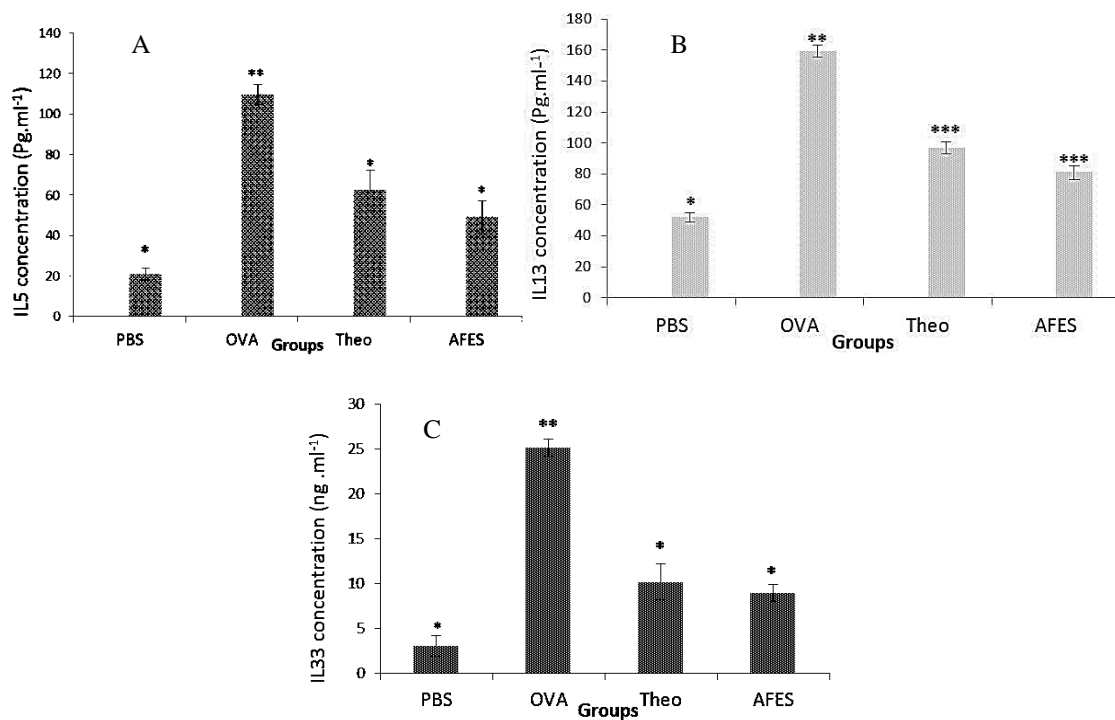 A
IL5 concentration (Pg.ml-1)
140
120
100
80
60
40
20
0
*
**
*
*
PBS
OVA
Theo
AFES
Groups
B
IL13 concentration (Pg.ml-1)
180
160
140
120
100
80
60
40
20
0
*
**
***
***
PBS
OVA
Theo
AFES
Groups
C
IL33 concentration (ng .ml-1)
30
25
20
15
10
5
0
*
**
*
*
PBS
OVA
Theo
AFES
Groups